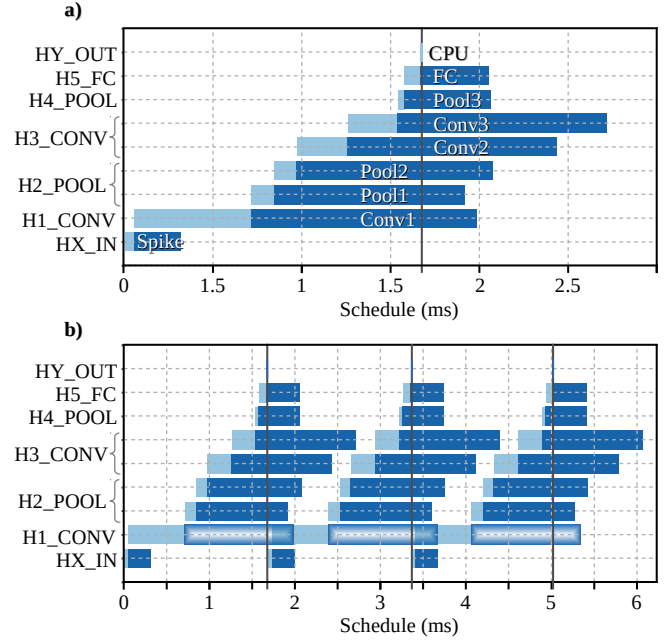 a)
HY_OUT
CPU
H5_FC
FC
H4_POOL
Pool3
Conv3
H3_CONV
Conv2
Pool2
H2_POOL
Pool1
H1_CONV
Conv1
HX_IN
Spike
0 1.5 1 1.5 2 2.5
Schedule (ms)
b)
HY_OUT
H5_FC
H4_POOL
H3_CONV
H2_POOL
H1_CONV
HX_IN
0 1 2 3 4 5 6
Schedule (ms)